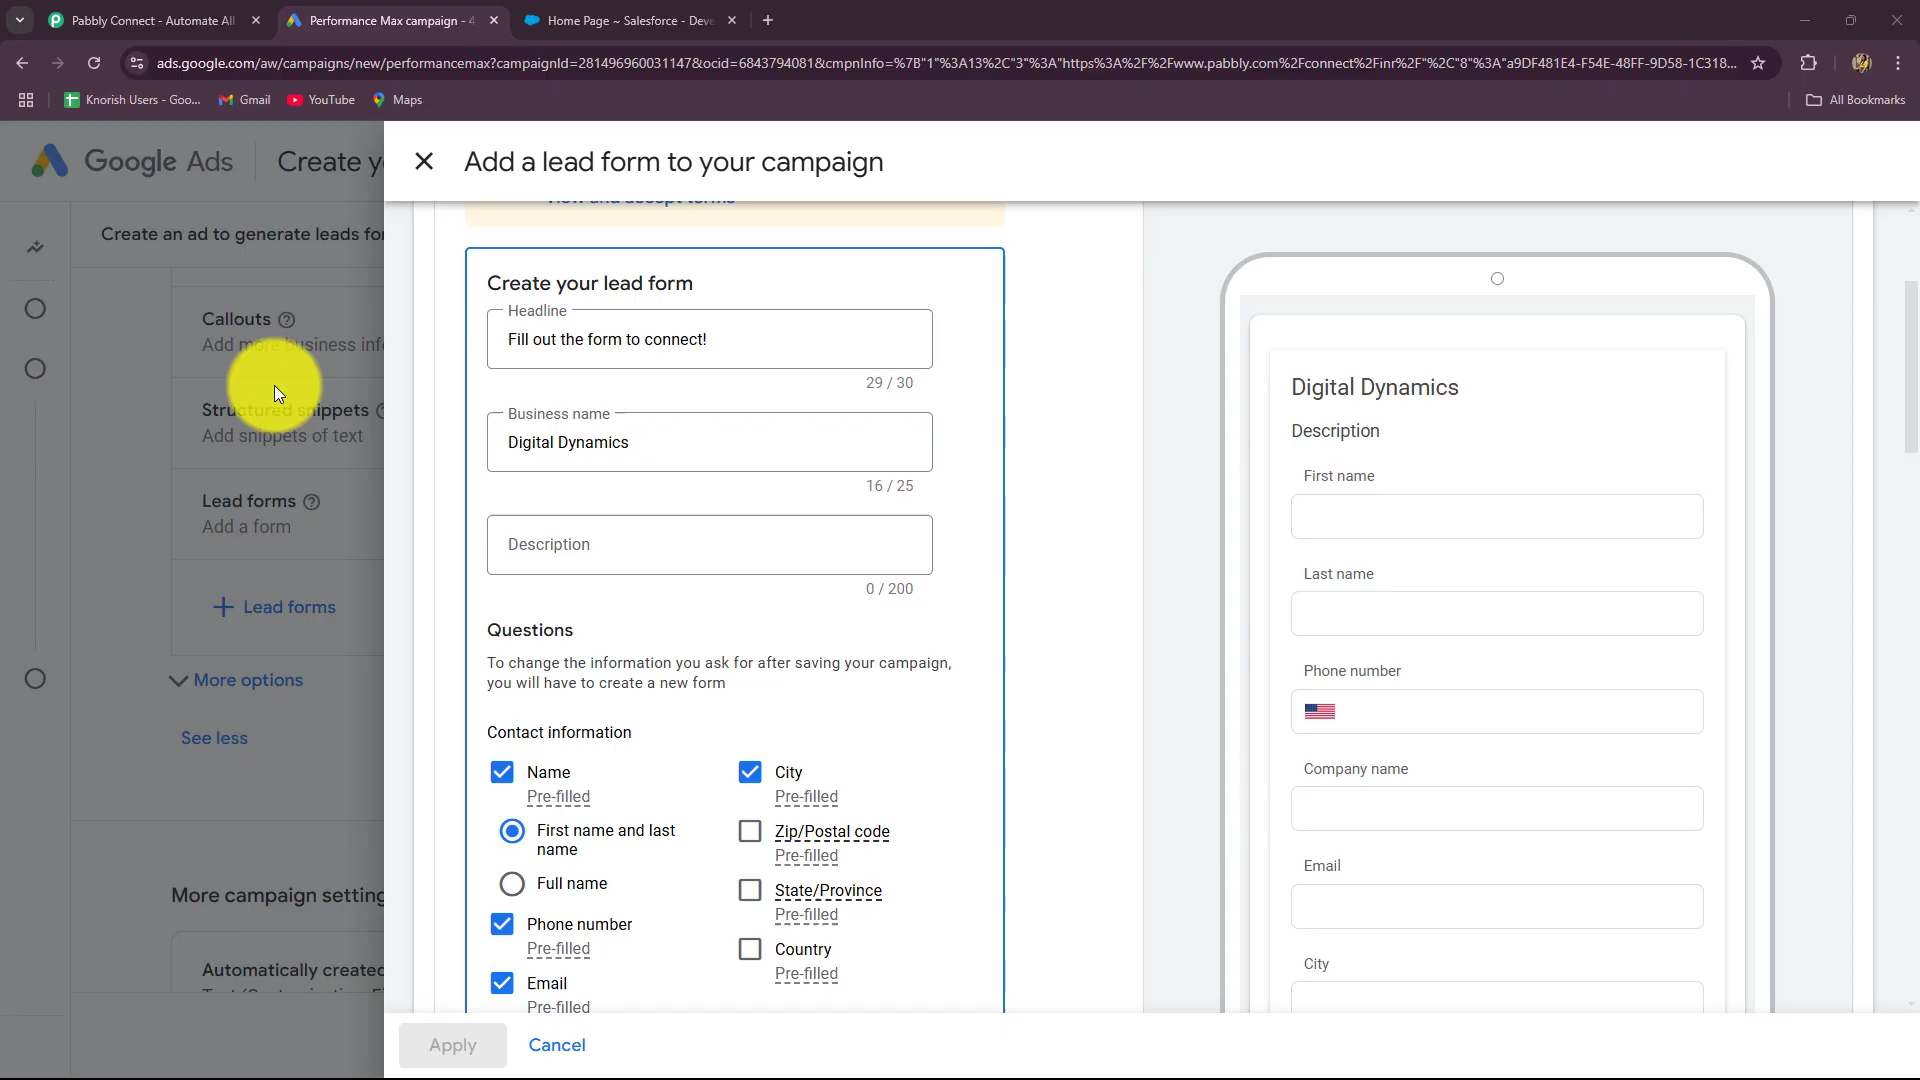 Pabbly Connect - Automate All
Performance Max campaign - 4
Home Page ~ Salesforce - Deve
ads.google.com/aw/campaigns/new/performancemax?campaignId=281496960031147&ocid=6843794081&cmpnInfo=%7B"1"%3A13%2C"3"%3A"https%3A%2F%2Fwww.pabbly.com%2Fconnect%2Finr%2F"%2C"8"%3A"a9DF481E4-F54E-48FF-9D58-1C318...
Knorish Users - Goo...
Gmail
YouTube
Maps
All Bookmarks
Google Ads
Create yo
Add a lead form to your campaign
Create an ad to generate leads for
Callouts
Add more business info
Structured snippets
Add snippets of text
Lead forms
Add a form
+ Lead forms
More options
See less
More campaign setting
Automatically created
View and accept terms
Create your lead form
Headline
Fill out the form to connect!
29 / 30
Business name
Digital Dynamics
16 / 25
Description
0 / 200
Questions
To change the information you ask for after saving your campaign,
you will have to create a new form
Contact information
Name
Pre-filled
First name and last
name
Full name
Phone number
Pre-filled
Email
Pre-filled
City
Pre-filled
Zip/Postal code
Pre-filled
State/Province
Pre-filled
Country
Pre-filled
Digital Dynamics
Description
First name
Last name
Phone number
Company name
Email
City
Apply
Cancel